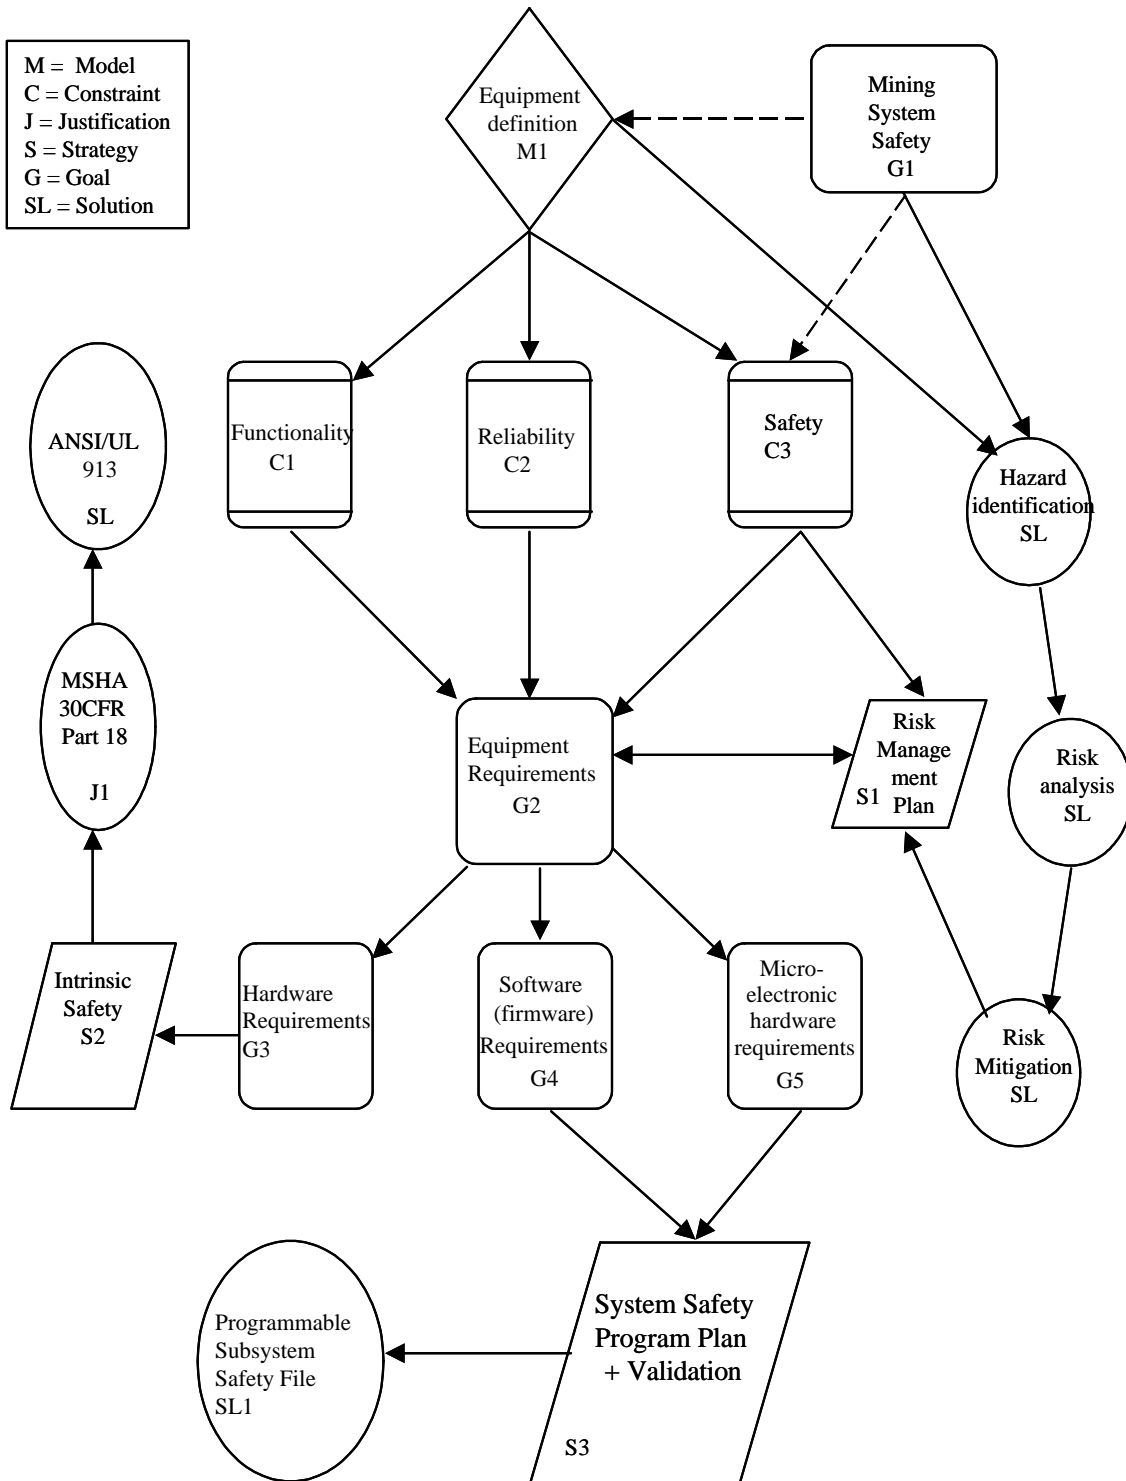 M = Model
C = Constraint
J = Justification
S = Strategy
G = Goal
SL = Solution
Equipment
definition
M1
Mining
System
Safety
G1
ANSI/UL
913
SL
Functionality
C1
Reliability
C2
Safety
C3
Hazard
identification
SL
MSHA
30CFR
Part 18
J1
Equipment
Requirements
G2
Risk
Manage
ment
S1 Plan
Risk
analysis
SL
Intrinsic
Safety
S2
Hardware
Requirements
G3
Software
(firmware)
Requirements
G4
Micro-
electronic
hardware
requirements
G5
Risk
Mitigation
SL
Programmable
Subsystem
Safety File
SL1
System Safety
Program Plan
+ Validation
S3